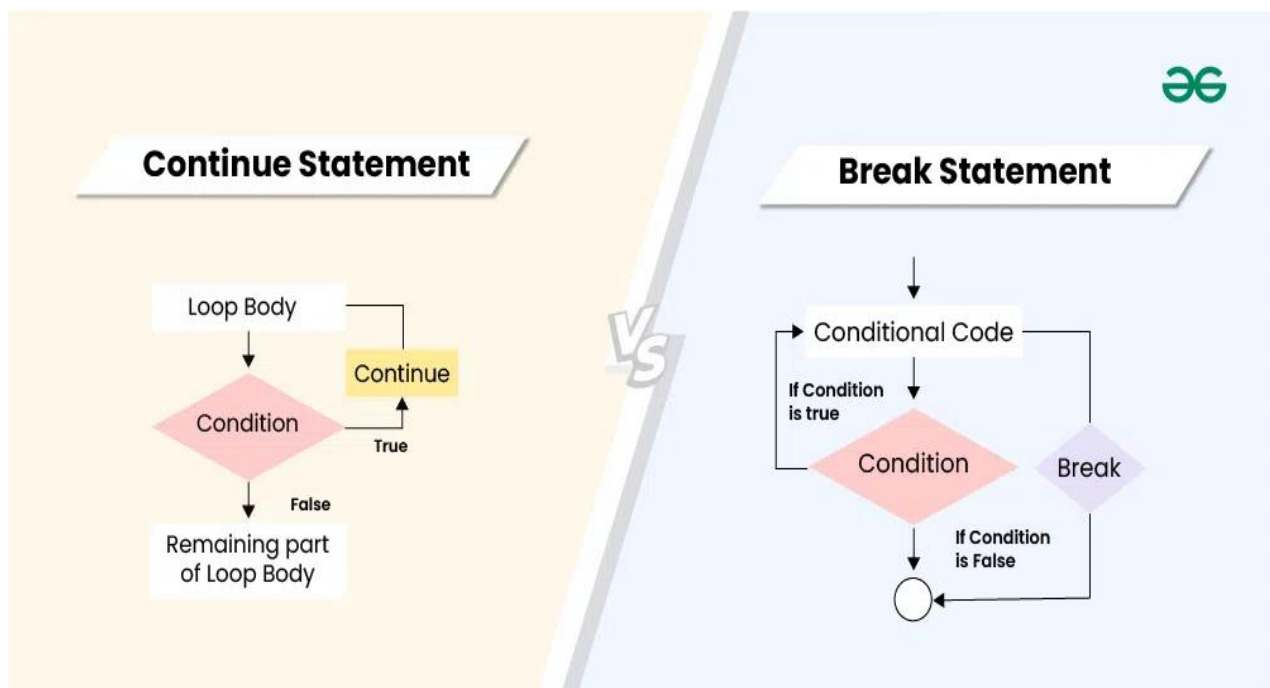 Continue Statement
Loop Body
Continue
Condition
True
False
Remaining part
of Loop Body
VS
Break Statement
Conditional Code
If Condition
is true
Condition
Break
If Condition
is False